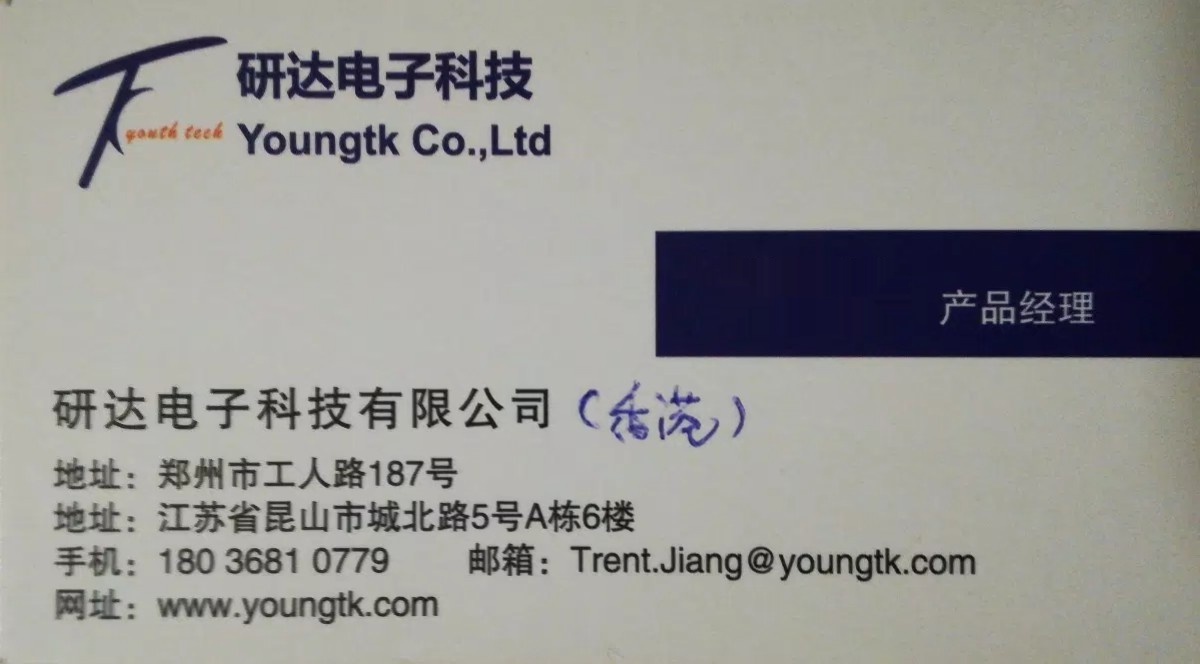 研达电子科技
youth tech
Youngtk Co.,Ltd
产品经理
研达电子科技有限公司（香港）
地址：郑州市工人路187号
地址：江苏省昆山市城北路5号A栋6楼
手机：180 3681 0779 邮箱：Trent.Jiang@youngtk.com
网址：www.youngtk.com